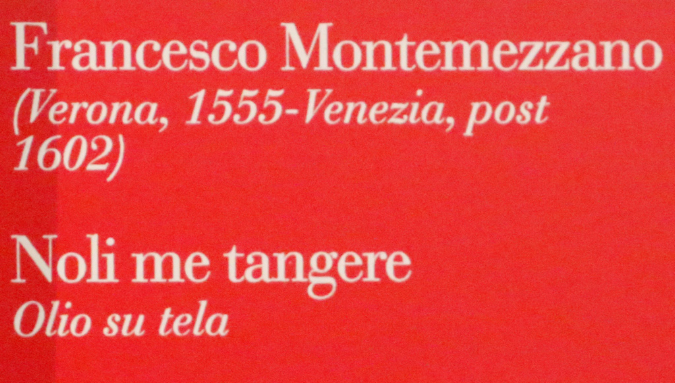 Francesco Montemezzano
(Verona, 1555-Venezia, post
1602)
Noli me tangere
Olio su tela